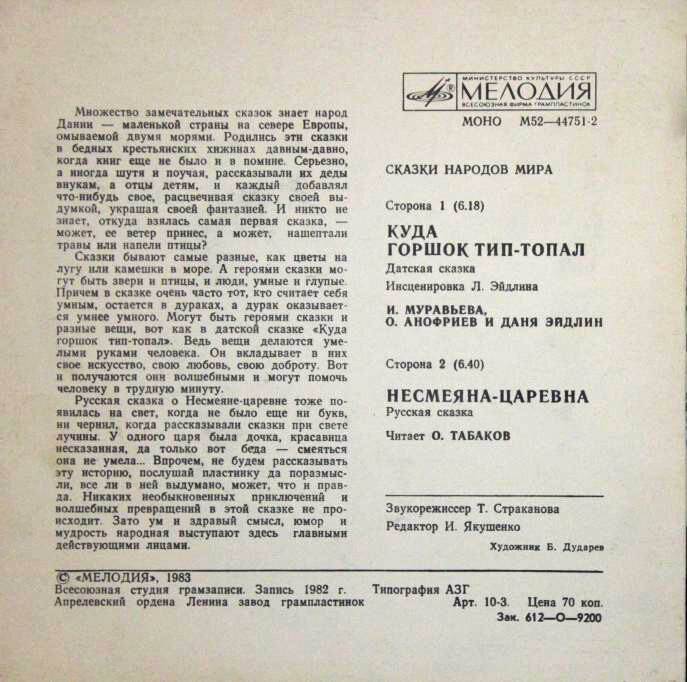 Множество замечательных сказок знает народ
Дании — маленькой страны на севере Европы,
омываемой двумя морями. Родились эти сказки
в бедных крестьянских хижинах давным-давно,
когда книг еще не было и в помине. Серьезно,
а иногда шутя и поучая, рассказывали их деды
внукам, а отцы детям, и каждый добавлял
что-нибудь свое, расцвечивая сказку своей вы-
думкой, украшая своей фантазией. И никто не
знает, откуда взялась самая первая сказка, —
может, ее ветер принес, а может, нашептали
травы или напели птицы?
Сказки бывают самые разные, как цветы на
лугу или камешки в море. А героями сказки мо-
гут быть звери и птицы, и люди, умные и глупые.
Причем в сказке очень часто тот, кто считает себя
умным, остается в дураках, а дурак оказывает-
ся умнее умного. Могут быть героями сказки и
разные вещи, вот как в датской сказке «Куда
горшок тип-топал». Ведь вещи делаются уме-
лыми руками человека. Он вкладывает в них
свое искусство, свою любовь, свою доброту. Вот
и получаются они волшебными и могут помочь
человеку в трудную минуту.
Русская сказка о Несмеяне-царевне тоже по-
явилась на свет, когда не было еще ни букв,
ни чернил, когда рассказывали сказки при свете
лучины. У одного царя была дочка, красавица
несказанная, да только вот беда — смеяться
она не умела... Впрочем, не будем рассказывать
эту историю, послушай пластинку да поразмыс-
ли, все ли в ней выдумано, может, что и прав-
да. Никаких необыкновенных приключений и
волшебных превращений в этой сказке не про-
исходит. Зато ум и здравый смысл, юмор и
мудрость народная выступают здесь главными
действующими лицами.
МИНИСТЕРСТВО КУЛЬТУРЫ СССР
МЕЛОДИЯ
ВСЕСОЮЗНАЯ ФИРМА ГРАМПЛАСТИНОК
МОНО М52—44751-2
СКАЗКИ НАРОДОВ МИРА
Сторона 1 (6.18)
КУДА
ГОРШОК ТИП-ТОПАЛ
Датская сказка
Инсценировка Л. Эйдлина
И. МУРАВЬЕВА,
О. АНОФРИЕВ И ДАНЯ ЭЙДЛИН
Сторона 2 (6.40)
НЕСМЕЯНА-ЦАРЕВНА
Русская сказка
Читает О. ТАБАКОВ
Звукорежиссер Т. Страканова
Редактор И. Якушенко
Художник Б. Дударев
© «МЕЛОДИЯ», 1983
Всесоюзная студия грамзаписи. Запись 1982 г. Типография АЗГ
Апрелевский ордена Ленина завод грампластинок Арт. 10-3. Цена 70 коп.
Зак. 612—О—9200